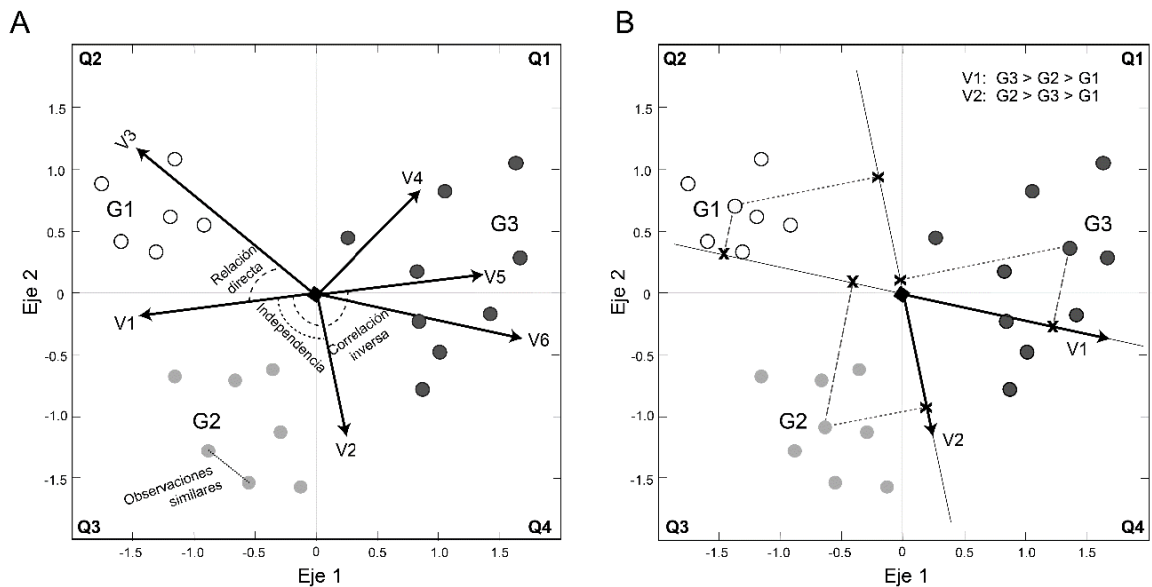 A
B
Q2
Q1
Q2
Q1
V1: G3 > G2 > G1
V2: G2 > G3 > G1
1.5
1.0
0.5
0
-0.5
-1.0
-1.5
Eje 2
V3
V4
G1
G3
Relación
directa
V5
V1
Independencia
Correlación
inversa
V6
G2
V2
Observaciones
similares
Q3
Q4
-1.5
-1.0
-0.5
0
0.5
1.0
1.5
Eje 1
1.5
1.0
0.5
0
-0.5
-1.0
-1.5
Eje 2
G1
G3
V1
G2
V2
Q3
Q4
-1.5
-1.0
-0.5
0
0.5
1.0
1.5
Eje 1